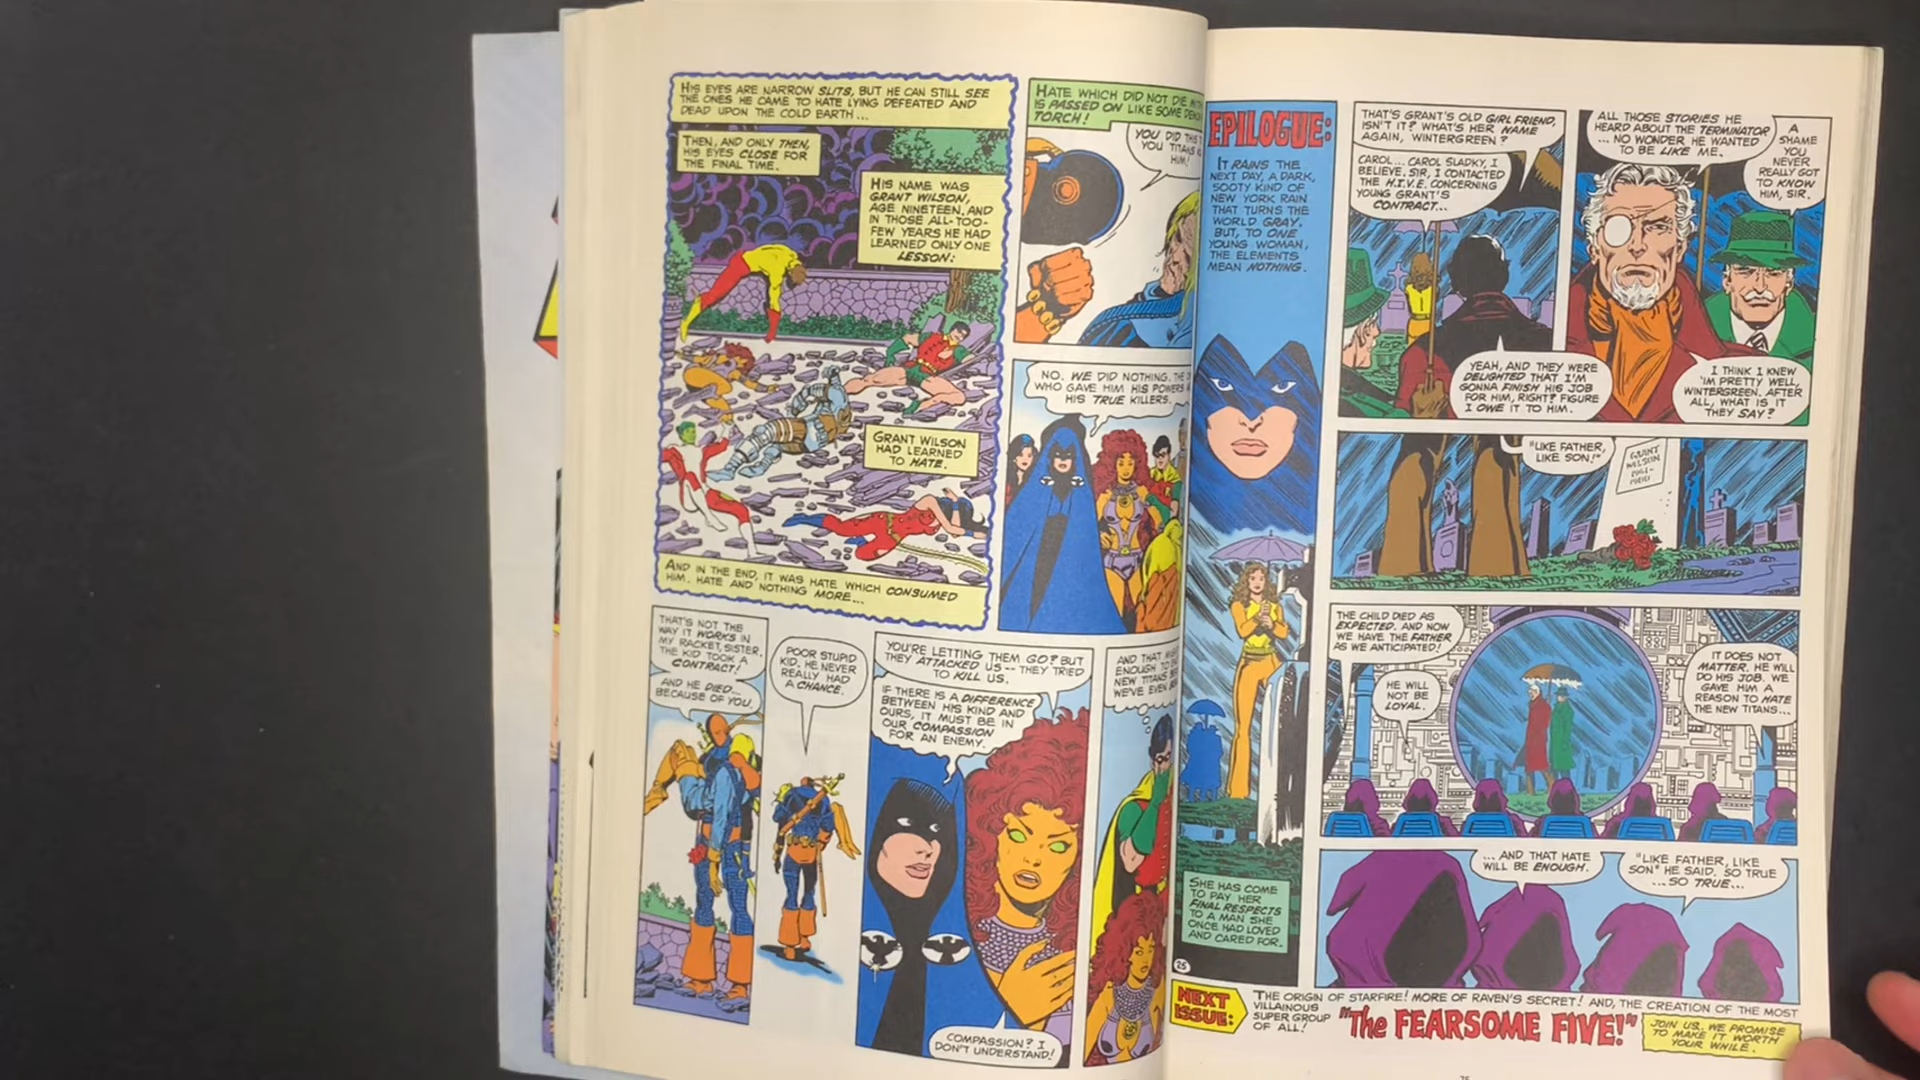 HIS EYES ARE NARROW SLITS, BUT HE CAN STILL SEE
THE ONES HE CAME TO HATE LYING DEFEATED AND
DEAD UPON THE COLD EARTH...
THEN, AND ONLY THEN,
HIS EYES CLOSE FOR
THE FINAL TIME.
HIS NAME WAS
GRANT WILSON,
AGE NINETEEN, AND
IN THOSE ALL-TOO-
FEW YEARS HE HAD
LEARNED ONLY ONE
LESSON:
GRANT WILSON
HAD LEARNED
TO HATE.
AND IN THE END, IT WAS HATE WHICH CONSUMED
HIM. HATE AND NOTHING MORE...
HATE WHICH DID NOT DIE
IS PASSED ON LIKE SOME
TORCH!
YOU DID THIS
YOU TITANS
HIM!
NO. WE DID NOTHING. THE
WHO GAVE HIM HIS POWERS
HIS TRUE KILLERS.
THAT'S NOT THE
WAY IT WORKS IN
MY RACKET, SISTER.
THE KID TOOK A
CONTRACT!
AND HE DIED...
BECAUSE OF YOU.
POOR STUPID
KID. HE NEVER
REALLY HAD
A CHANCE.
YOU'RE LETTING THEM GO? BUT
THEY ATTACKED US -- THEY TRIED
TO KILL US.
IF THERE IS A DIFFERENCE
BETWEEN HIS KIND AND
OURS, IT MUST BE IN
OUR COMPASSION
FOR AN ENEMY.
COMPASSION? I
DON'T UNDERSTAND!
AND THAT
ENOUGH TO
NEW TITANS
WE'VE EVEN
EPILOGUE:
IT RAINS THE
NEXT DAY, A DARK,
SOOTY KIND OF
NEW YORK RAIN
THAT TURNS THE
WORLD GRAY.
BUT, TO ONE
YOUNG WOMAN,
THE ELEMENTS
MEAN NOTHING.
SHE HAS COME
TO PAY HER
FINAL RESPECTS
TO A MAN SHE
ONCE HAD LOVED
AND CARED FOR.
25
THAT'S GRANT'S OLD GIRL FRIEND,
ISN'T IT? WHAT'S HER NAME
AGAIN, WINTERGREEN?
CAROL... CAROL SLADKY, I
BELIEVE. SIR, I CONTACTED
THE H.I.V.E. CONCERNING
YOUNG GRANT'S
CONTRACT...
YEAH, AND THEY WERE
DELIGHTED THAT I'M
GONNA FINISH HIS JOB
FOR HIM, RIGHT? FIGURE
I OWE IT TO HIM.
ALL THOSE STORIES HE
HEARD ABOUT THE TERMINATOR
...NO WONDER HE WANTED
TO BE LIKE ME.
A
SHAME
YOU NEVER
REALLY GOT
TO KNOW
HIM, SIR.
I THINK I KNEW
'IM PRETTY WELL,
WINTERGREEN. AFTER
ALL, WHAT IS IT
THEY SAY?
"LIKE FATHER,
LIKE SON!"
GRANT
WILSON
THE CHILD DIED AS
EXPECTED. AND NOW
WE HAVE THE FATHER
AS WE ANTICIPATED!
HE WILL
NOT BE
LOYAL.
IT DOES NOT
MATTER. HE WILL
DO HIS JOB. WE
GAVE HIM A
REASON TO HATE
THE NEW TITANS...
...AND THAT HATE
WILL BE ENOUGH.
"LIKE FATHER, LIKE
SON" HE SAID. SO TRUE
...SO TRUE...
NEXT
ISSUE:
THE ORIGIN OF STARFIRE! MORE OF RAVEN'S SECRET! AND, THE CREATION OF THE MOST
VILLAINOUS
SUPER GROUP
OF ALL!
"The FEARSOME FIVE!"
JOIN US. WE PROMISE
TO MAKE IT WORTH
YOUR WHILE.